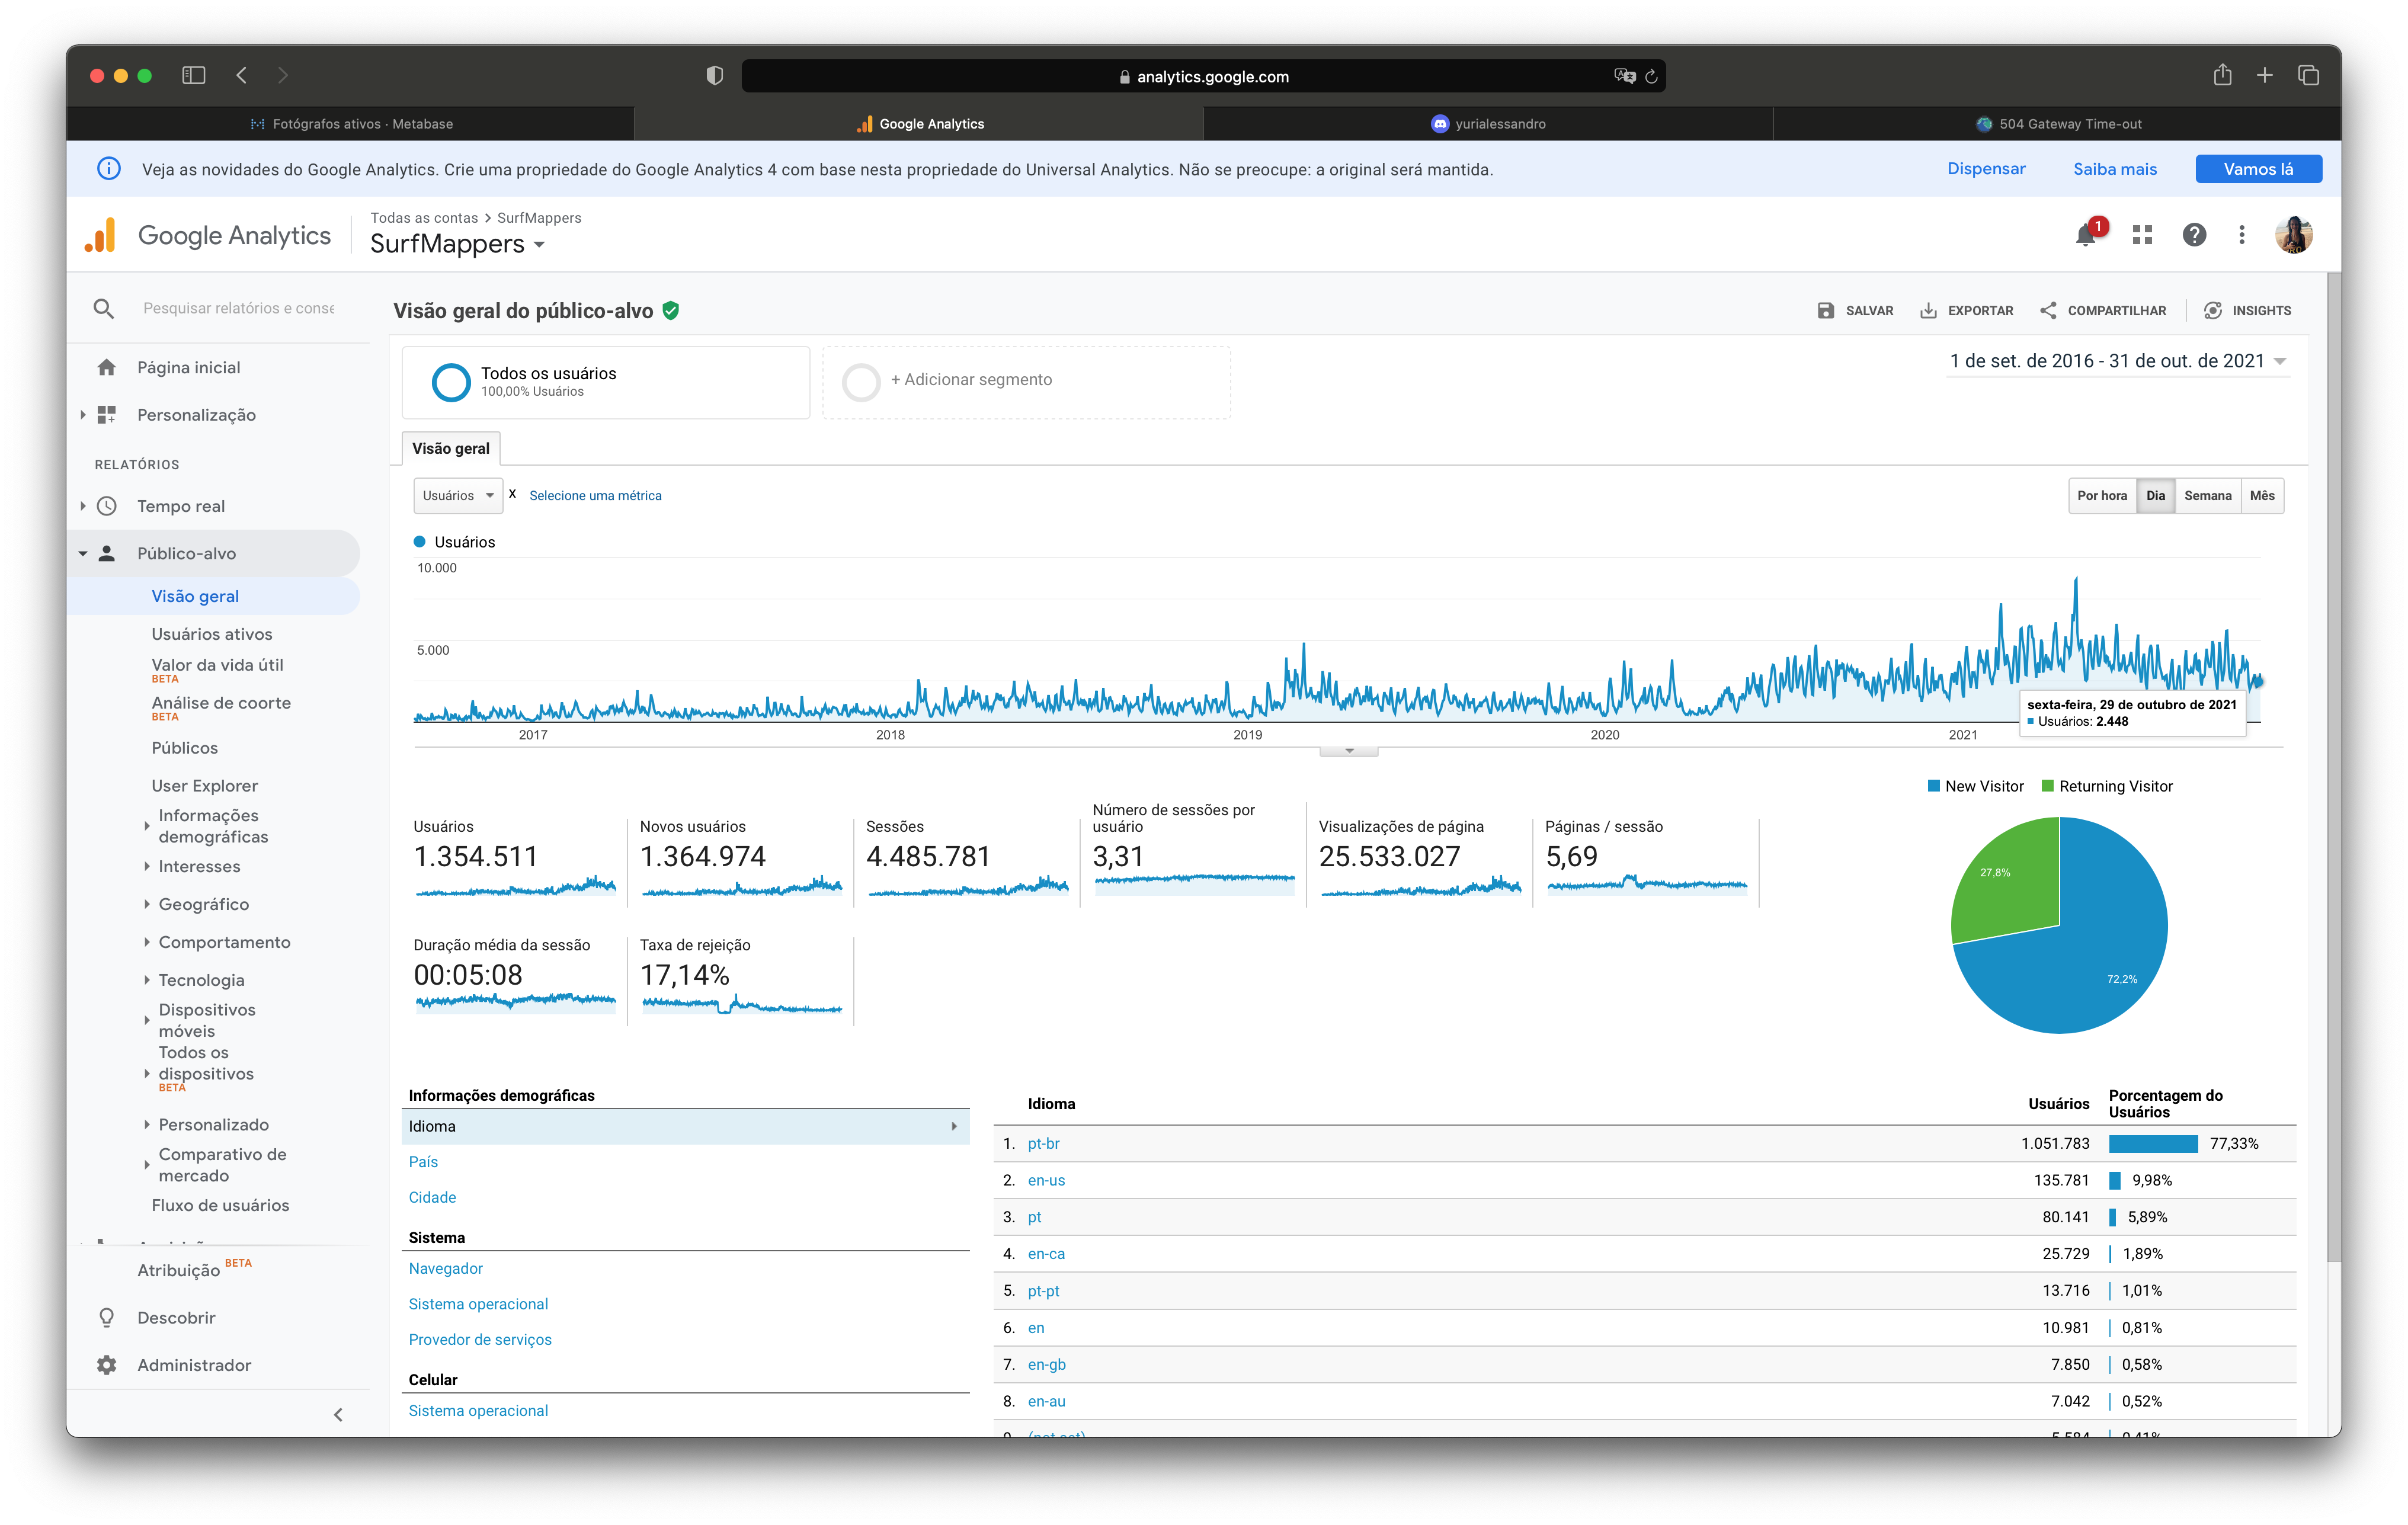 analytics.google.com
Fotógrafos ativos · Metabase
Google Analytics
yurialessandro
504 Gateway Time-out
Veja as novidades do Google Analytics. Crie uma propriedade do Google Analytics 4 com base nesta propriedade do Universal Analytics. Não se preocupe: a original será mantida.
Dispensar
Saiba mais
Vamos lá
Google Analytics
Todas as contas > SurfMappers
SurfMappers
1
Pesquisar relatórios e conse
Página inicial
Personalização
RELATÓRIOS
Tempo real
Público-alvo
Visão geral
Usuários ativos
Valor da vida útil
BETA
Análise de coorte
BETA
Públicos
User Explorer
Informações
demográficas
Interesses
Geográfico
Comportamento
Tecnologia
Dispositivos
móveis
Todos os
dispositivos
BETA
Personalizado
Comparativo de
mercado
Fluxo de usuários
Atribuição BETA
Descobrir
Administrador
Visão geral do público-alvo
SALVAR
EXPORTAR
COMPARTILHAR
INSIGHTS
Todos os usuários
100,00% Usuários
+ Adicionar segmento
1 de set. de 2016 - 31 de out. de 2021
Visão geral
Usuários
X
Selecione uma métrica
Por hora
Dia
Semana
Mês
Usuários
10.000
5.000
2017
2018
2019
2020
2021
sexta-feira, 29 de outubro de 2021
Usuários: 2.448
Usuários
1.354.511
Novos usuários
1.364.974
Sessões
4.485.781
Número de sessões por
usuário
3,31
Visualizações de página
25.533.027
Páginas / sessão
5,69
Duração média da sessão
00:05:08
Taxa de rejeição
17,14%
New Visitor
Returning Visitor
27,8%
72,2%
Informações demográficas
Idioma
País
Cidade
Sistema
Navegador
Sistema operacional
Provedor de serviços
Celular
Sistema operacional
Idioma
Usuários
Porcentagem do
Usuários
1. pt-br 1.051.783 77,33%
2. en-us 135.781 9,98%
3. pt 80.141 5,89%
4. en-ca 25.729 1,89%
5. pt-pt 13.716 1,01%
6. en 10.981 0,81%
7. en-gb 7.850 0,58%
8. en-au 7.042 0,52%
9. (not set) 5.584 0,41%